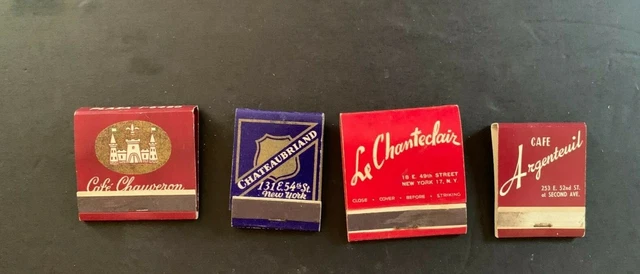 Café Chauveron
CHATEAUBRIAND
131 E. 54th St.
New York
Le Chanteclair
18 E. 49th STREET
NEW YORK 17, N.Y.
CLOSE • COVER • BEFORE • STRIKING
CAFE
Argenteuil
253 E. 52nd ST.
at SECOND AVE.